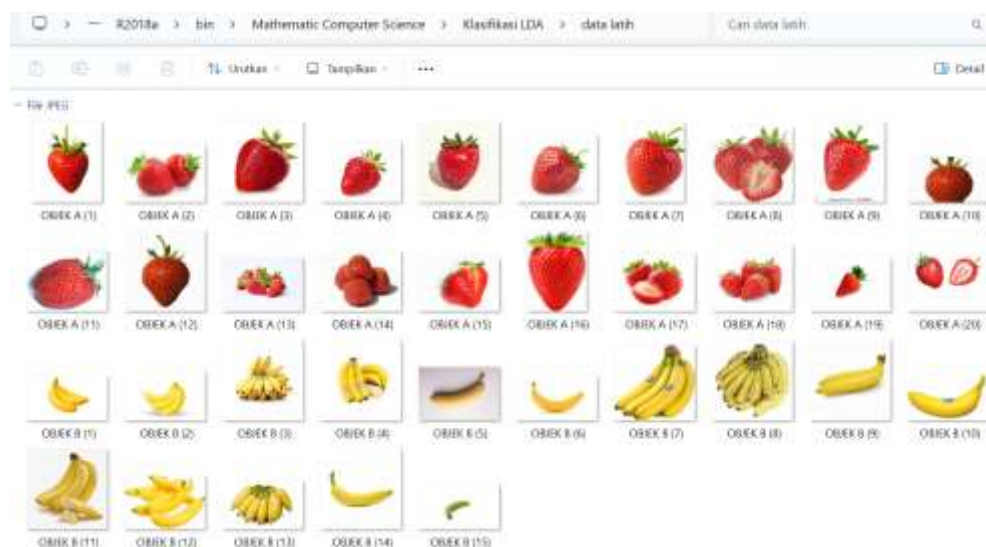 R2018a > bin > Mathematic Computer Science > Klasifikasi LDA > data latih
Cari data latih
Urutkan
Tampilkan
Detail
File JPEG
OBJEK A (1) OBJEK A (2) OBJEK A (3) OBJEK A (4) OBJEK A (5) OBJEK A (6) OBJEK A (7) OBJEK A (8) OBJEK A (9) OBJEK A (10)
OBJEK A (11) OBJEK A (12) OBJEK A (13) OBJEK A (14) OBJEK A (15) OBJEK A (16) OBJEK A (17) OBJEK A (18) OBJEK A (19) OBJEK A (20)
OBJEK B (1) OBJEK B (2) OBJEK B (3) OBJEK B (4) OBJEK B (5) OBJEK B (6) OBJEK B (7) OBJEK B (8) OBJEK B (9) OBJEK B (10)
OBJEK B (11) OBJEK B (12) OBJEK B (13) OBJEK B (14) OBJEK B (15)